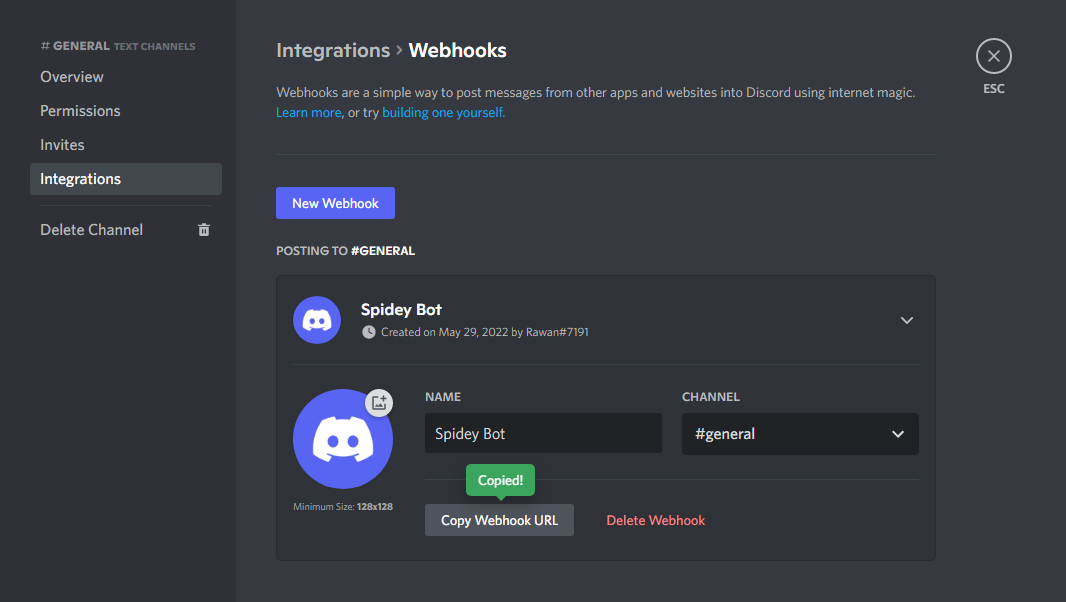 # GENERAL TEXT CHANNELS
Overview
Permissions
Invites
Integrations
Delete Channel
Integrations > Webhooks
ESC
Webhooks are a simple way to post messages from other apps and websites into Discord using internet magic.
Learn more, or try building one yourself.
New Webhook
POSTING TO #GENERAL
Spidey Bot
Created on May 29, 2022 by Rawan#7191
NAME
Spidey Bot
CHANNEL
#general
Minimum Size: 128x128
Copied!
Copy Webhook URL
Delete Webhook